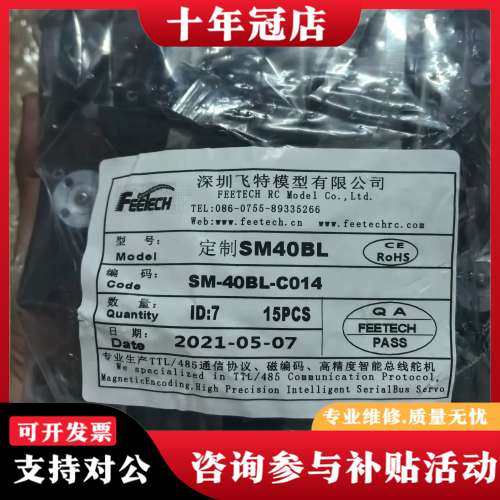 十年冠店
FEETECH
深圳飞特模型有限公司
FEETECH RC Model Co.,Ltd.
TEL:086-0755-89335266
Web:www.feetech.cn www.feetechrc.com
型号: 定制SM40BL
Model
CE
RoHS
编码: SM-40BL-C014
Code
数量: ID:7 15PCS
Quantity
日期: 2021-05-07
Date
QA
FEETECH
PASS
专业生产TTL/485通信协议、磁编码、高精度智能总线舵机
We specialized in TTL/485 Communication Protocol,
MagneticEncoding,High Precision Intelligent SerialBus Servo
专业维修.质量无忧
可开发票
支持对公
咨询参与补贴活动